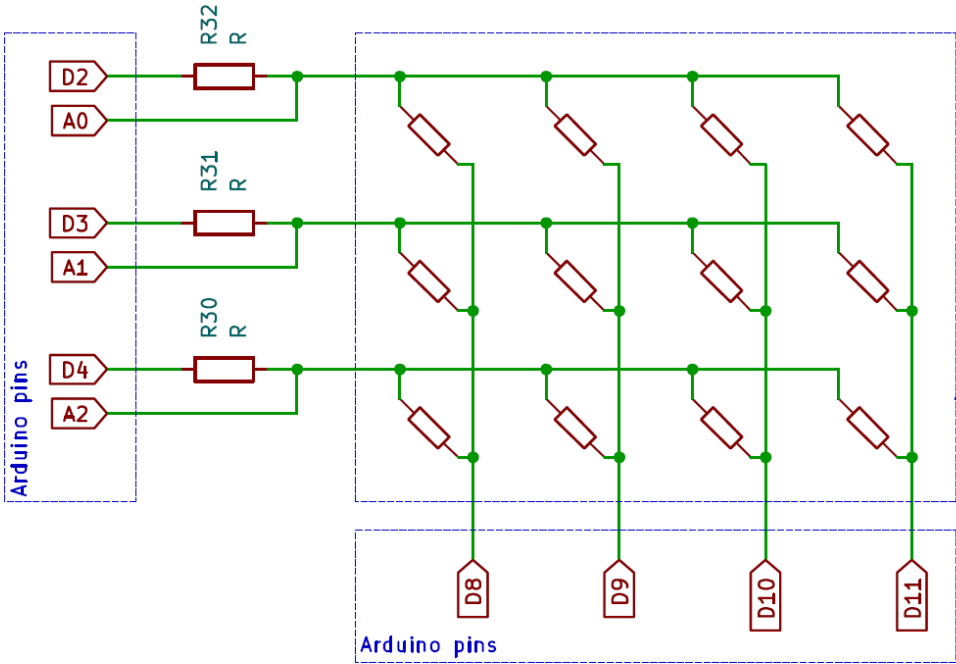 R32
R
D2
A0
R31
R
D3
A1
R30
R
D4
A2
Arduino pins
D8
D9
D10
D11
Arduino pins